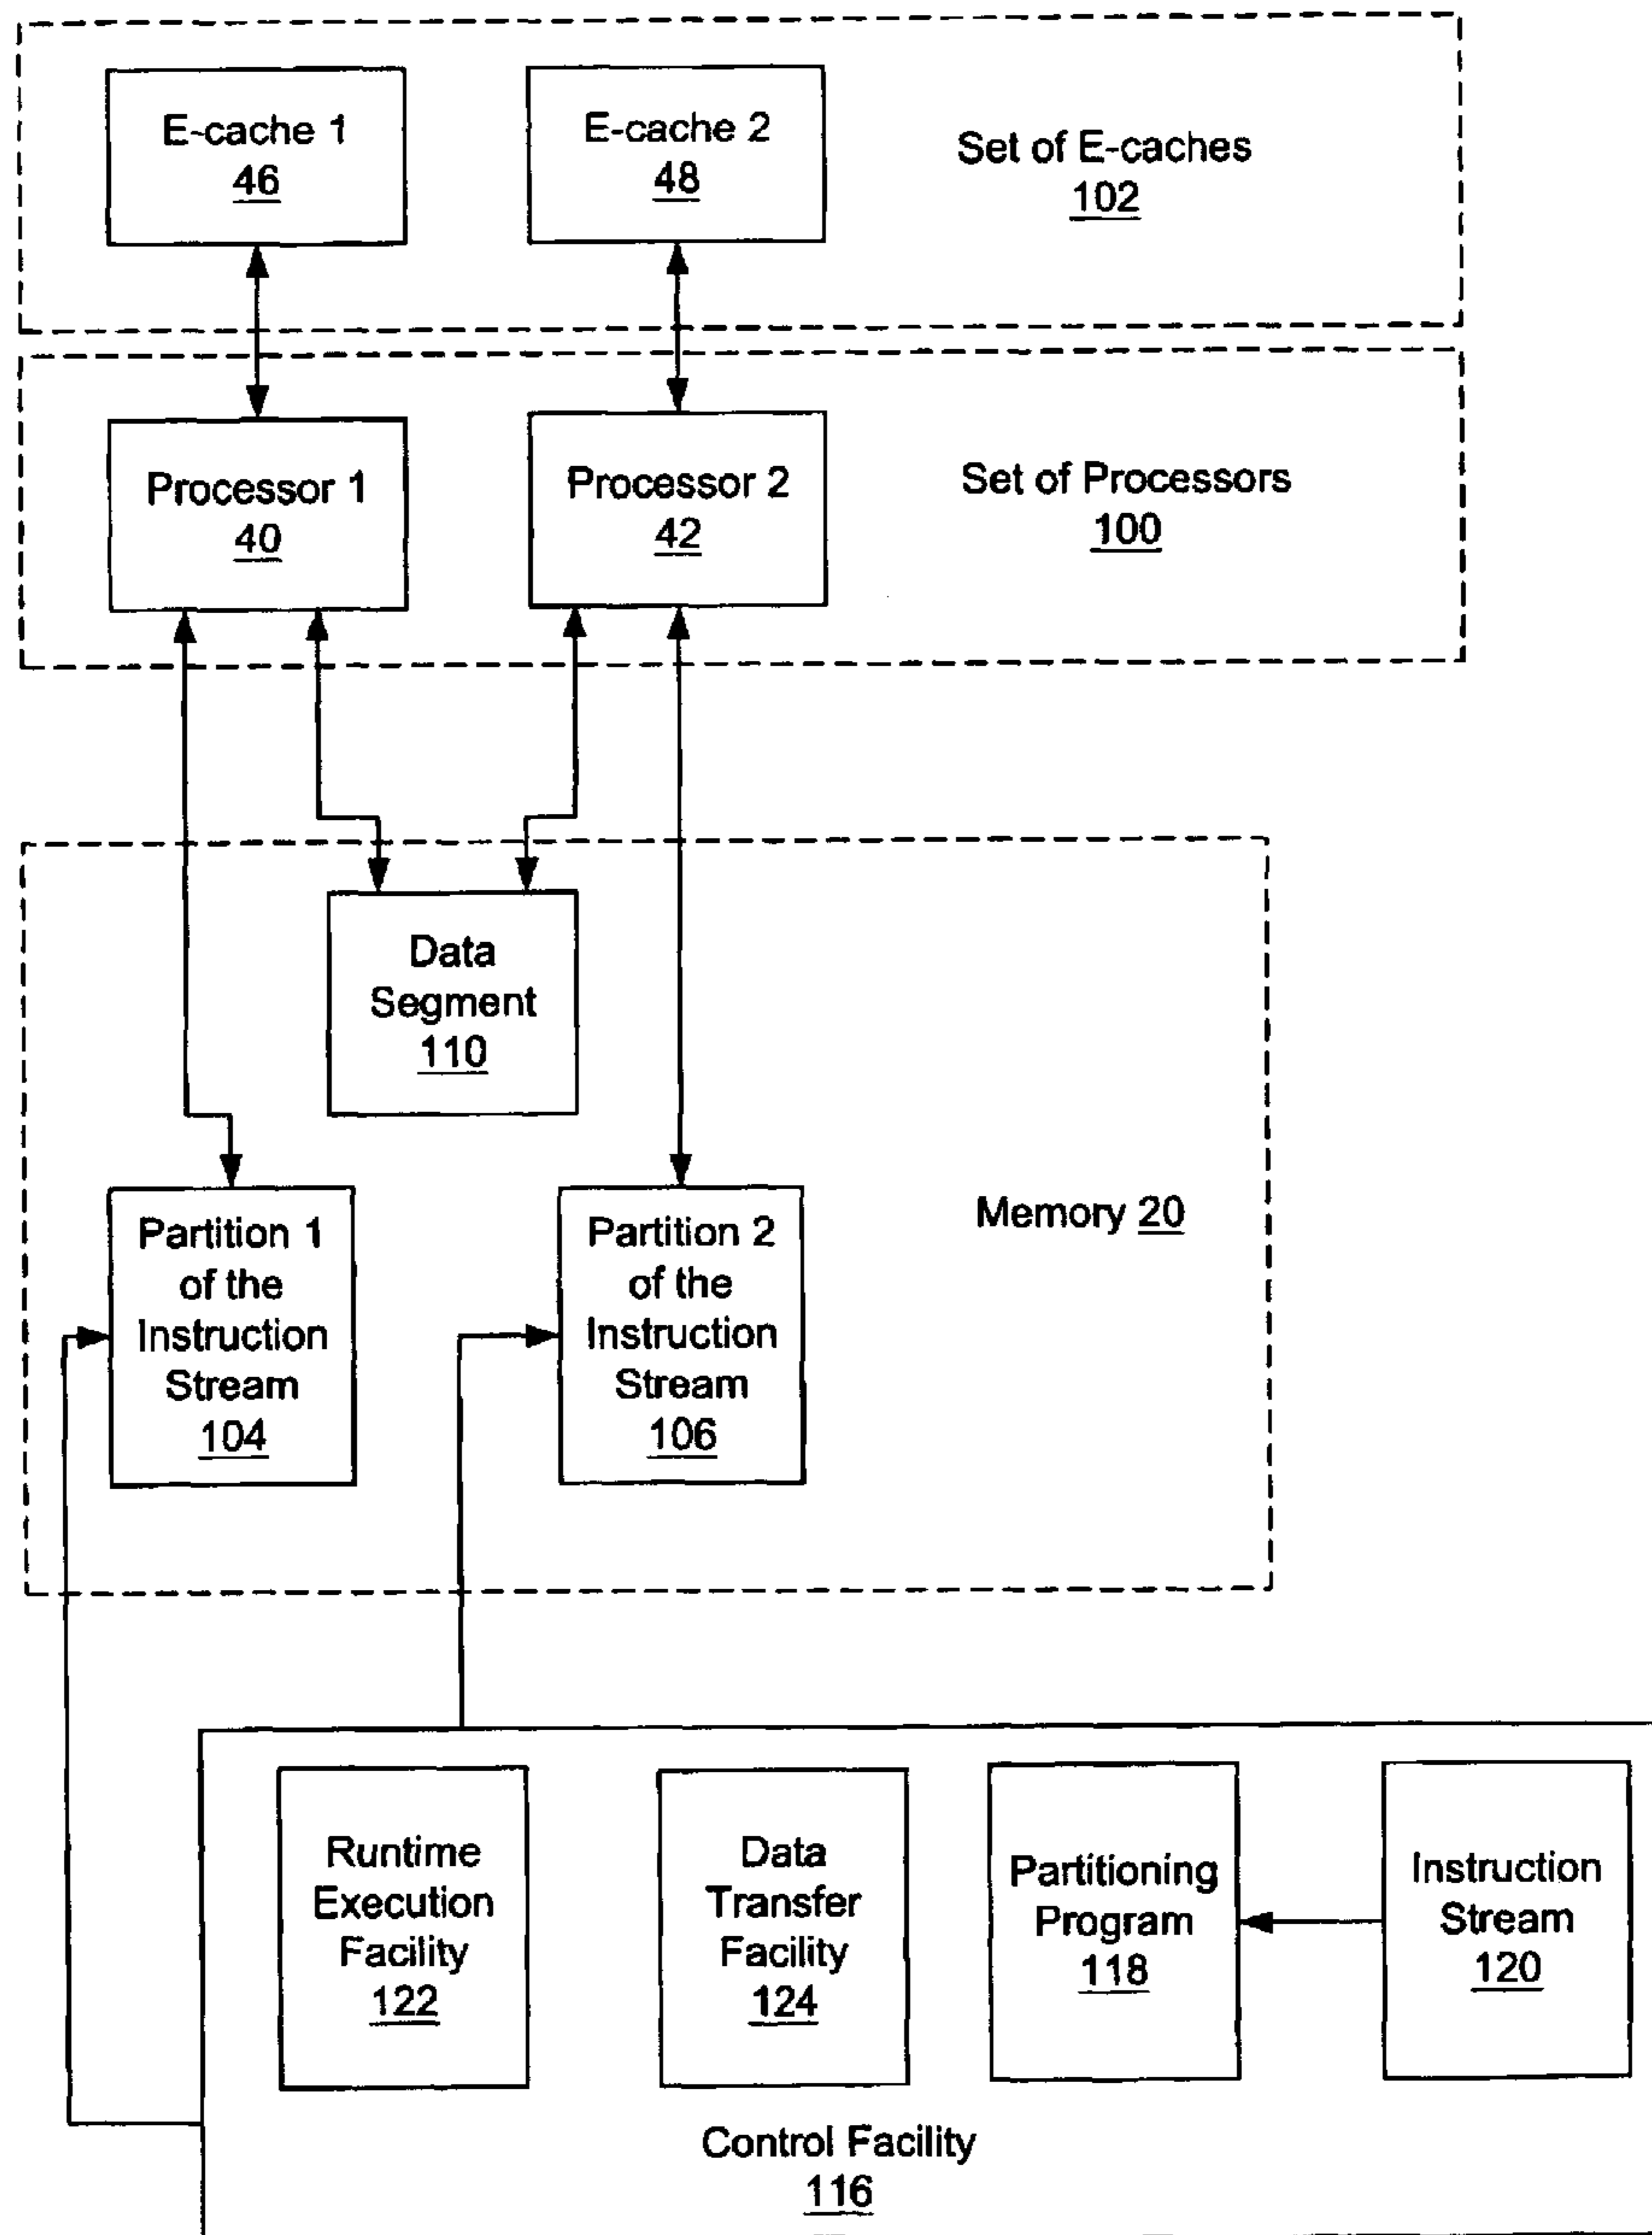 E-cache 1
46
E-cache 2
48
Set of E-caches
102
Processor 1
40
Processor 2
42
Set of Processors
100
Data
Segment
110
Partition 1
of the
Instruction
Stream
104
Partition 2
of the
Instruction
Stream
106
Memory 20
Runtime
Execution
Facility
122
Data
Transfer
Facility
124
Partitioning
Program
118
Instruction
Stream
120
Control Facility
116